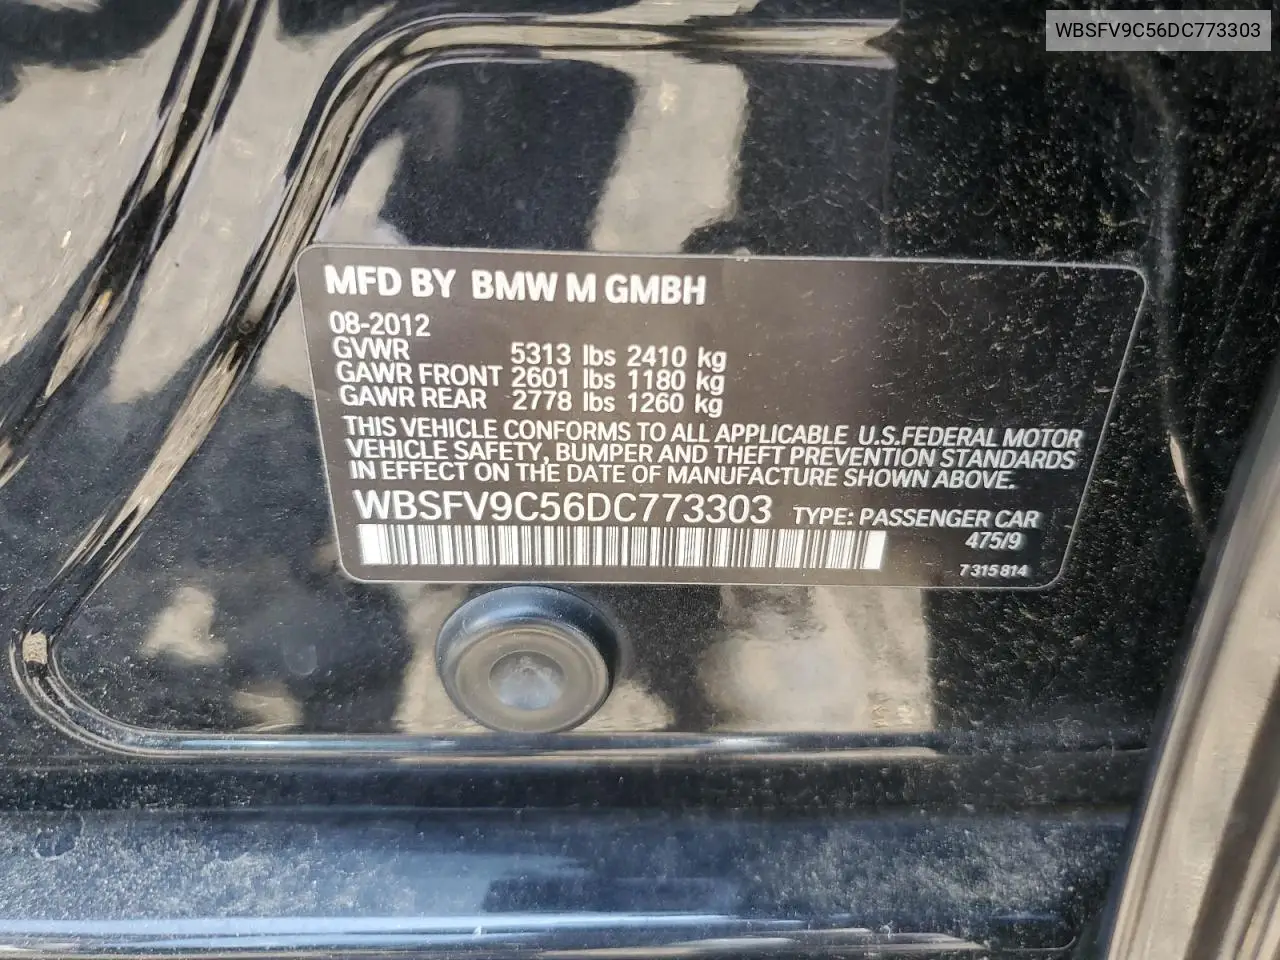 WBSFV9C56DC773303
MFD BY BMW M GMBH
08-2012
GVWR 5313 lbs 2410 kg
GAWR FRONT 2601 lbs 1180 kg
GAWR REAR 2778 lbs 1260 kg
THIS VEHICLE CONFORMS TO ALL APPLICABLE U.S.FEDERAL MOTOR
VEHICLE SAFETY, BUMPER AND THEFT PREVENTION STANDARDS
IN EFFECT ON THE DATE OF MANUFACTURE SHOWN ABOVE.
WBSFV9C56DC773303 TYPE: PASSENGER CAR
475/9
7 315 814